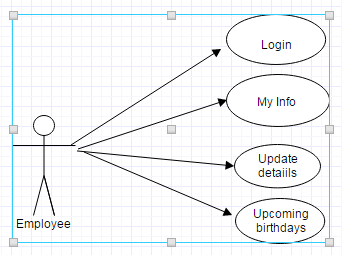 Login
My Info
Update
detaiils
Employee
Upcoming
birthdays